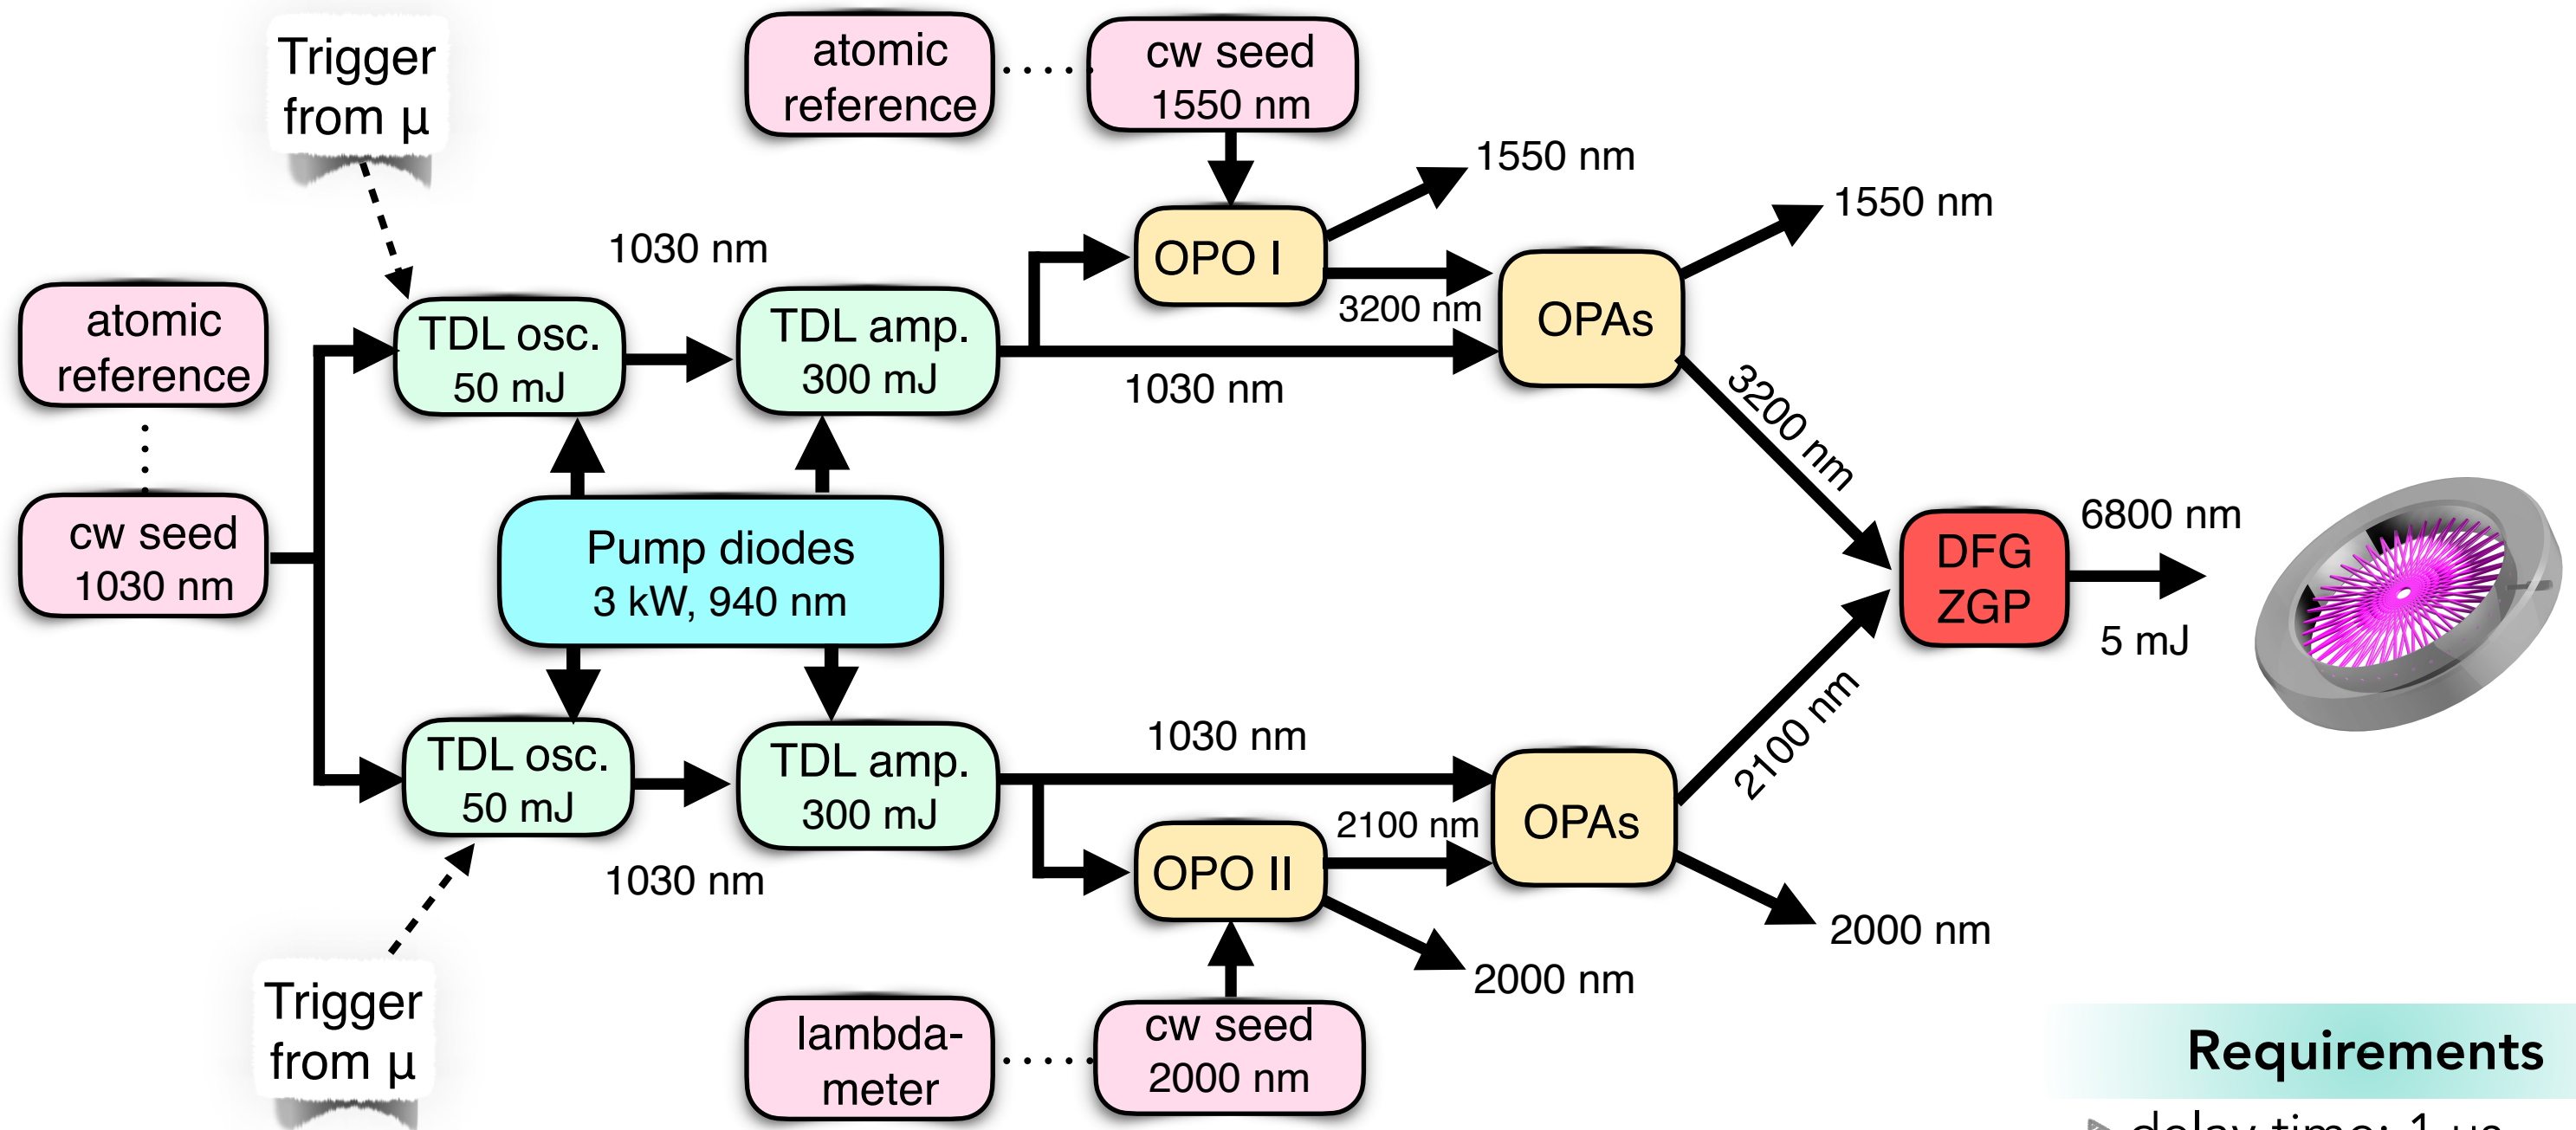 Trigger
from μ
atomic
reference
cw seed
1550 nm
1550 nm
1550 nm
1030 nm
OPO I
3200 nm
OPAs
atomic
reference
TDL osc.
50 mJ
TDL amp.
300 mJ
1030 nm
3200 nm
cw seed
1030 nm
Pump diodes
3 kW, 940 nm
DFG
ZGP
6800 nm
5 mJ
TDL osc.
50 mJ
TDL amp.
300 mJ
1030 nm
2100 nm
OPAs
2100 nm
1030 nm
OPO II
2000 nm
2000 nm
Trigger
from μ
lambda-
meter
cw seed
2000 nm
Requirements
delay time: 1 μs